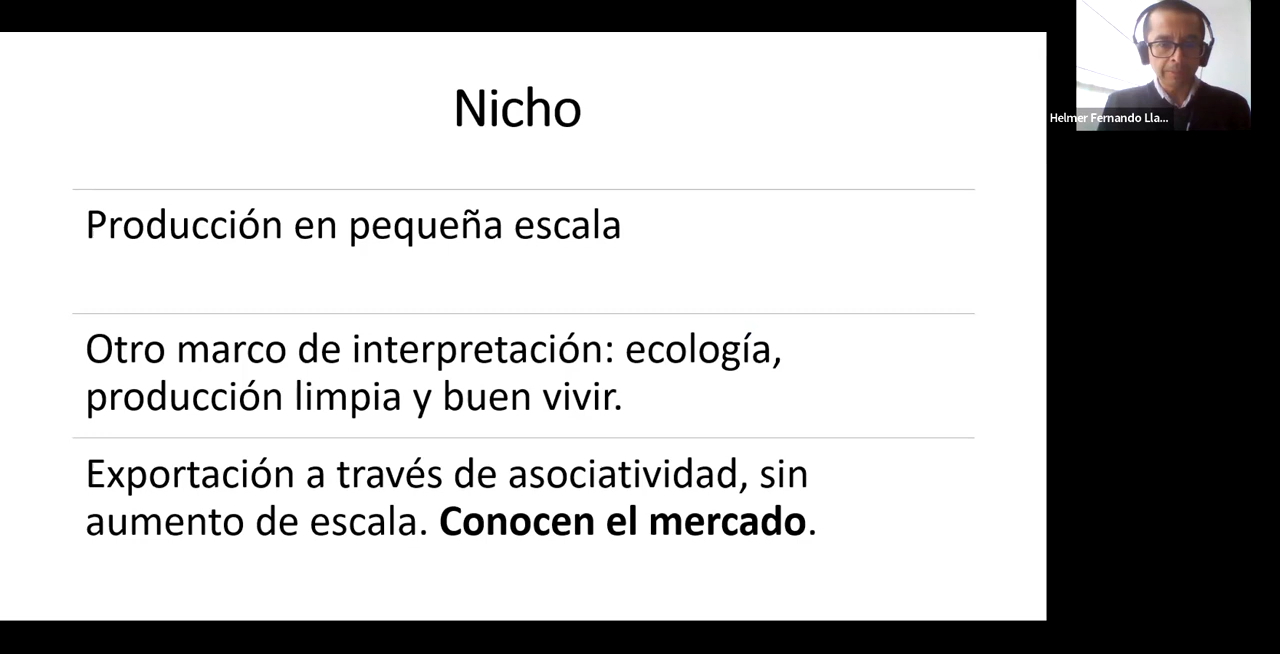 Nicho
Helmer Fernando Lla...
Producción en pequeña escala
Otro marco de interpretación: ecología,
producción limpia y buen vivir.
Exportación a través de asociatividad, sin
aumento de escala. Conocen el mercado.